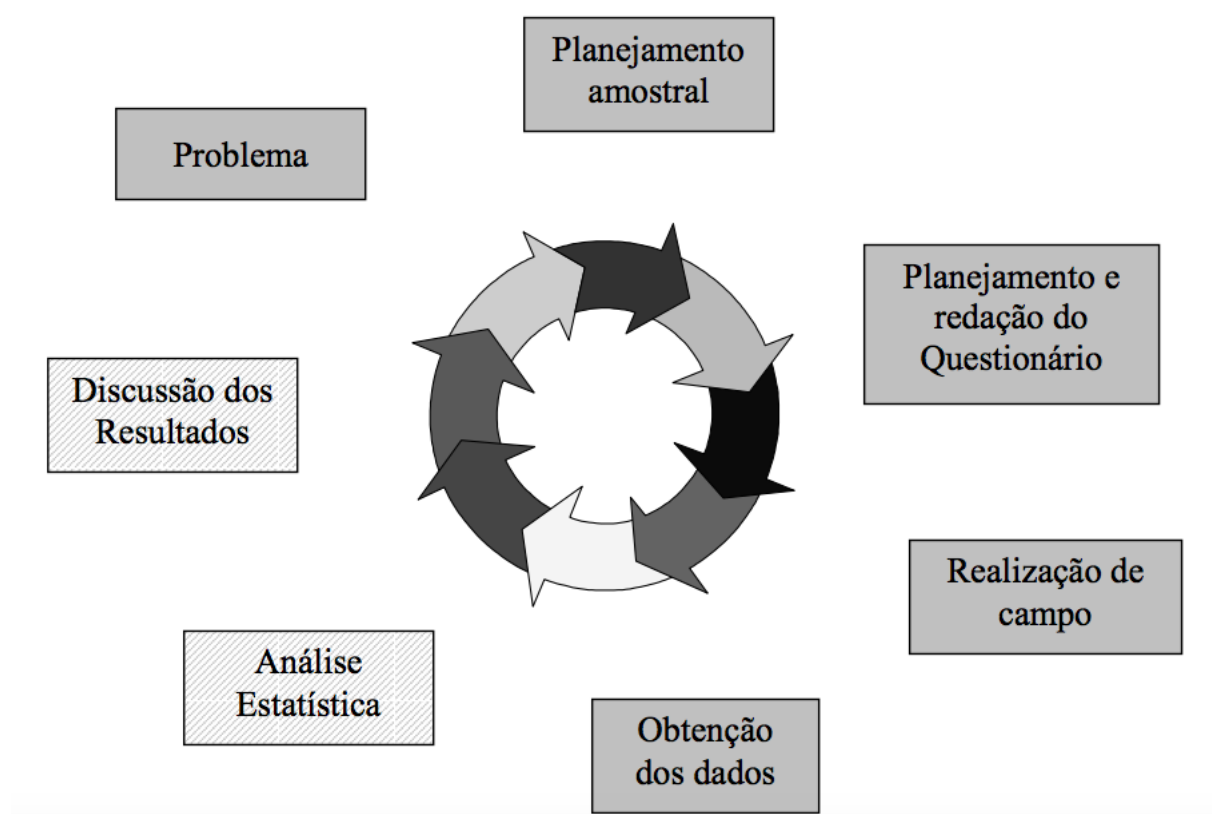 Planejamento
amostral
Problema
Planejamento e
redação do
Questionário
Discussão dos
Resultados
Realização de
campo
Análise
Estatística
Obtenção
dos dados